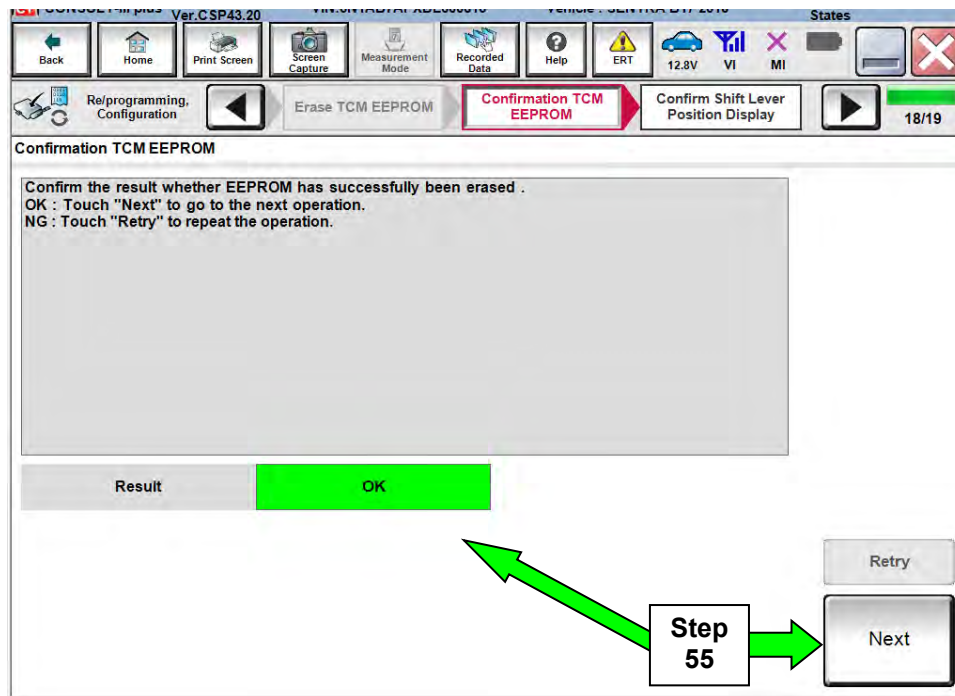 Ver.CSP43.20
States
Back
Home
Print Screen
Screen
Capture
Measurement
Mode
Recorded
Data
Help
ERT
12.8V
VI
MI
Re/programming,
Configuration
Erase TCM EEPROM
Confirmation TCM
EEPROM
Confirm Shift Lever
Position Display
18/19
Confirmation TCM EEPROM
Confirm the result whether EEPROM has successfully been erased .
OK : Touch "Next" to go to the next operation.
NG : Touch "Retry" to repeat the operation.
Result
OK
Retry
Step
55
Next